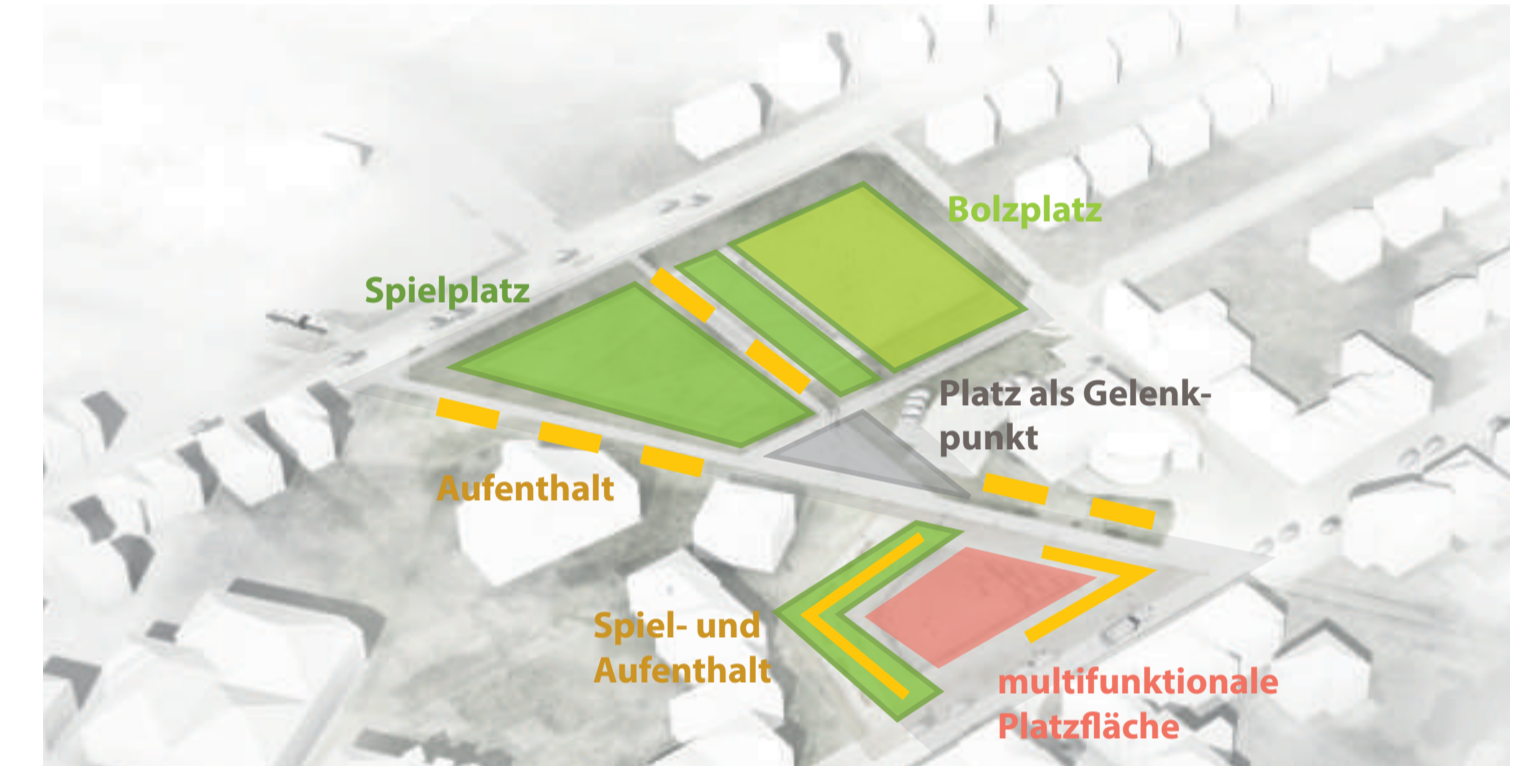 Bolzplatz
Spielplatz
Platz als Gelenk-
punkt
Aufenthalt
Spiel- und
Aufenthalt
multifunktionale
Platzfläche